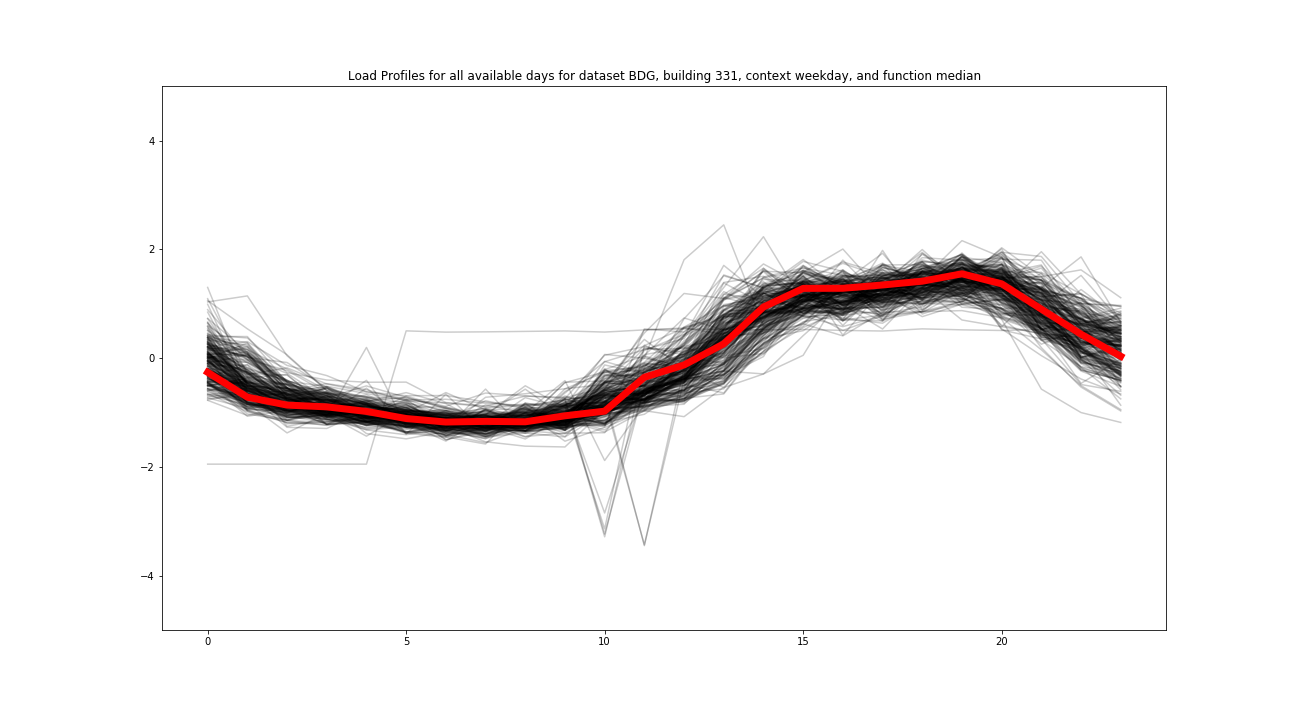 Load Profiles for all available days for dataset BDG, building 331, context weekday, and function median
4
2
0
−2
−4
0 5 10 15 20